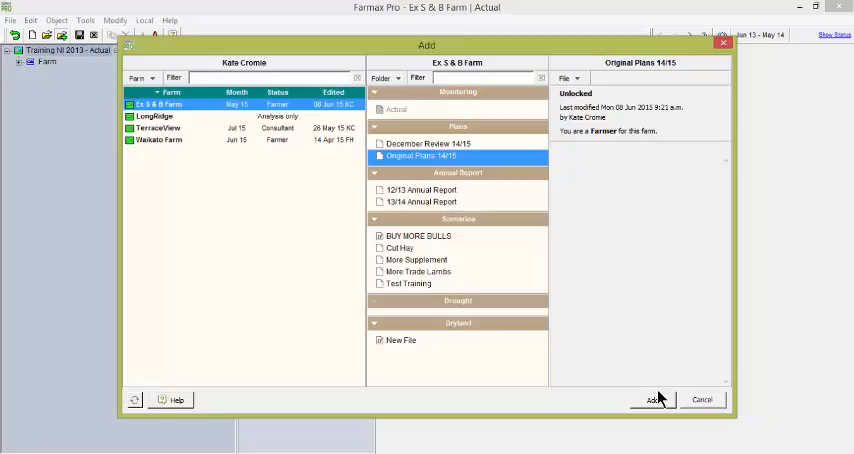 Farmax Pro - Ex S & B Farm | Actual
File Edit Object Tools Modify Local Help
Jun 13 - May 14 Show Status
Training NI 2013 - Actual
Farm
Add
Kate Cromie
Farm Filter
Farm Month Status Edited
Ex S & B Farm May 15 Farmer 08 Jun 15 KC
LongRidge Analysis only
TerraceView Jul 15 Consultant 26 May 15 KC
Waikato Farm Jun 15 Farmer 14 Apr 15 FH
Ex S & B Farm
Folder Filter
Monitoring
Actual
Plans
December Review 14/15
Original Plans 14/15
Annual Report
12/13 Annual Report
13/14 Annual Report
Scenarios
BUY MORE BULLS
Cut Hay
More Supplement
More Trade Lambs
Test Training
Drought
Dryland
New File
Original Plans 14/15
File
Unlocked
Last modified Mon 08 Jun 2015 9:21 a.m.
by Kate Cromie
You are a Farmer for this farm.
Help
Add
Cancel